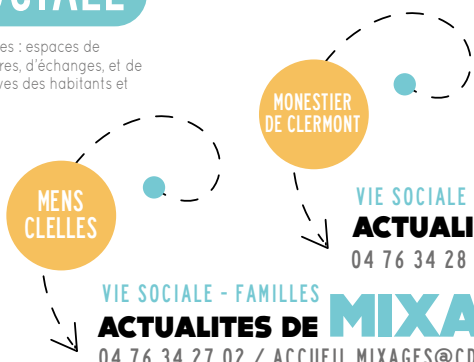 es : espaces de
res, d'échanges, et de
ves des habitants et
MONESTIER
DE CLERMONT
MENS
CLELLES
VIE SOCIALE
ACTUALI
04 76 34 28
VIE SOCIALE - FAMILLES
ACTUALITES DE MIXA
04 76 34 27 02 / ACCUEIL.MIXAGES@CD